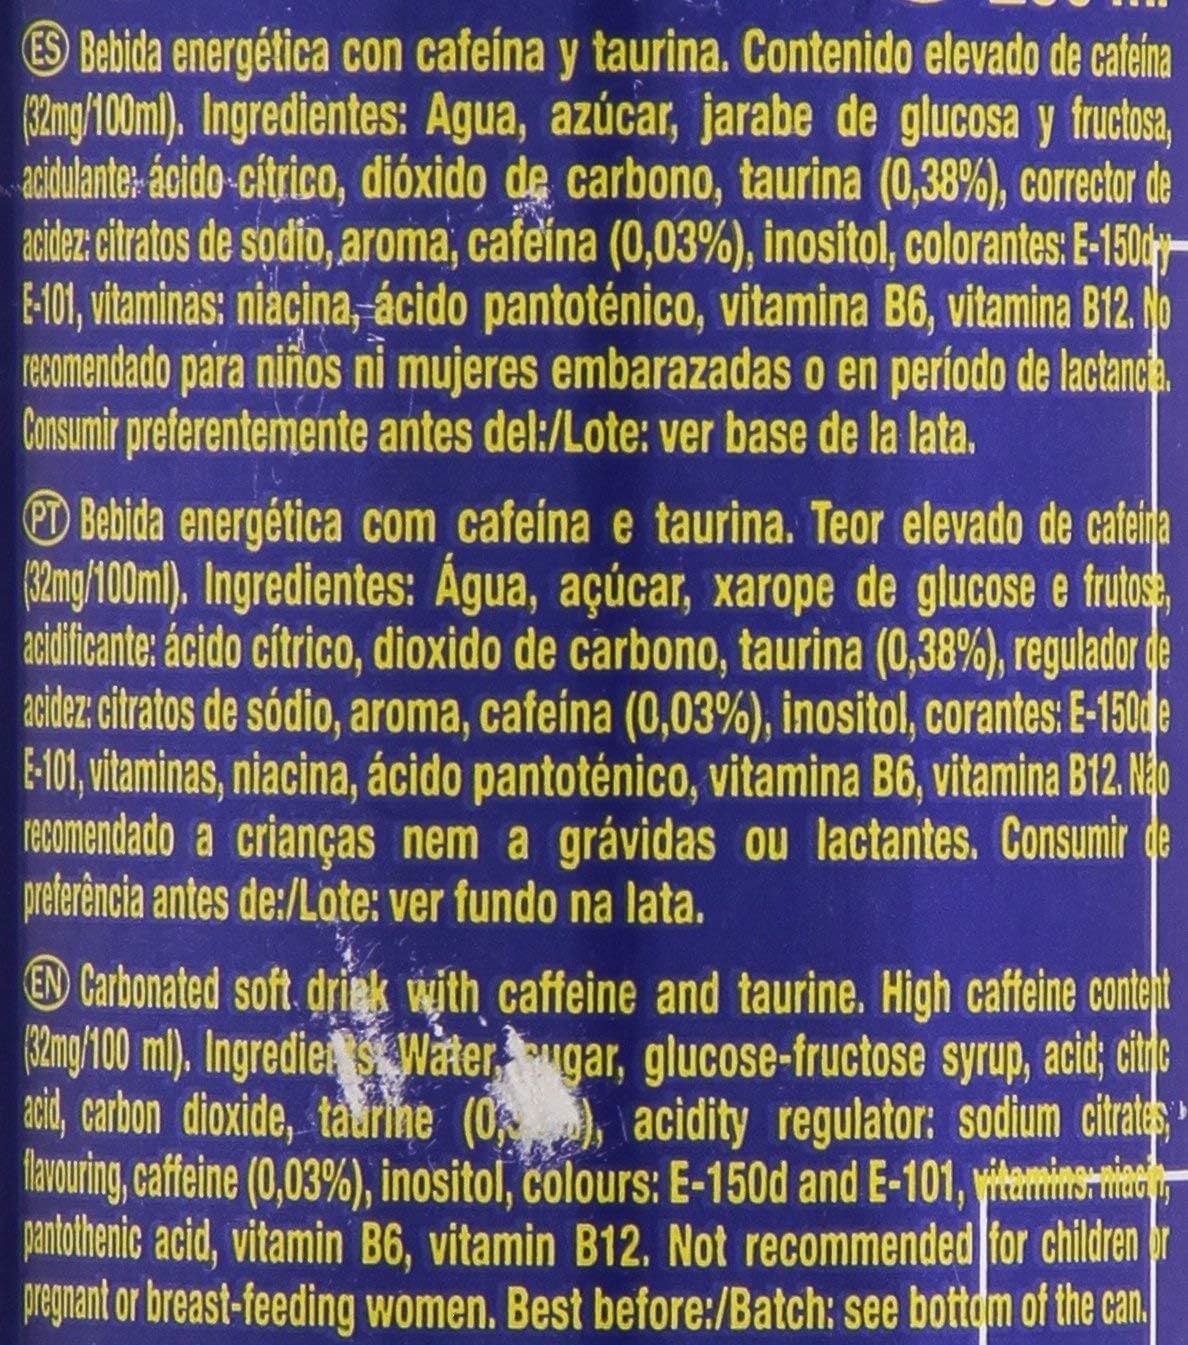 ES Bebida energética con cafeína y taurina. Contenido elevado de cafeína
(32mg/100ml). Ingredientes: Agua, azúcar, jarabe de glucosa y fructosa,
acidulante: ácido cítrico, dióxido de carbono, taurina (0,38%), corrector de
acidez: citratos de sodio, aroma, cafeína (0,03%), inositol, colorantes: E-150d y
E-101, vitaminas: niacina, ácido pantoténico, vitamina B6, vitamina B12. No
recomendado para niños ni mujeres embarazadas o en período de lactancia.
Consumir preferentemente antes del:/Lote: ver base de la lata.
PT Bebida energética com cafeína e taurina. Teor elevado de cafeína
(32mg/100ml). Ingredientes: Água, açúcar, xarope de glucose e frutose,
acidificante: ácido cítrico, dioxido de carbono, taurina (0,38%), regulador de
acidez: citratos de sódio, aroma, cafeína (0,03%), inositol, corantes: E-150d e
E-101, vitaminas, niacina, ácido pantoténico, vitamina B6, vitamina B12. Não
recomendado a crianças nem a grávidas ou lactantes. Consumir de
preferência antes de:/Lote: ver fundo na lata.
EN Carbonated soft drink with caffeine and taurine. High caffeine content
(32mg/100 ml). Ingredients: Water, sugar, glucose-fructose syrup, acid; citric
acid, carbon dioxide, taurine acidity regulator: sodium citrates,
flavouring, caffeine (0,03%), inositol, colours: E-150d and E-101, vitamins: niacin,
pantothenic acid, vitamin B6, vitamin B12. Not recommended for children or
pregnant or breast-feeding women. Best before:/Batch: see bottom of the can.